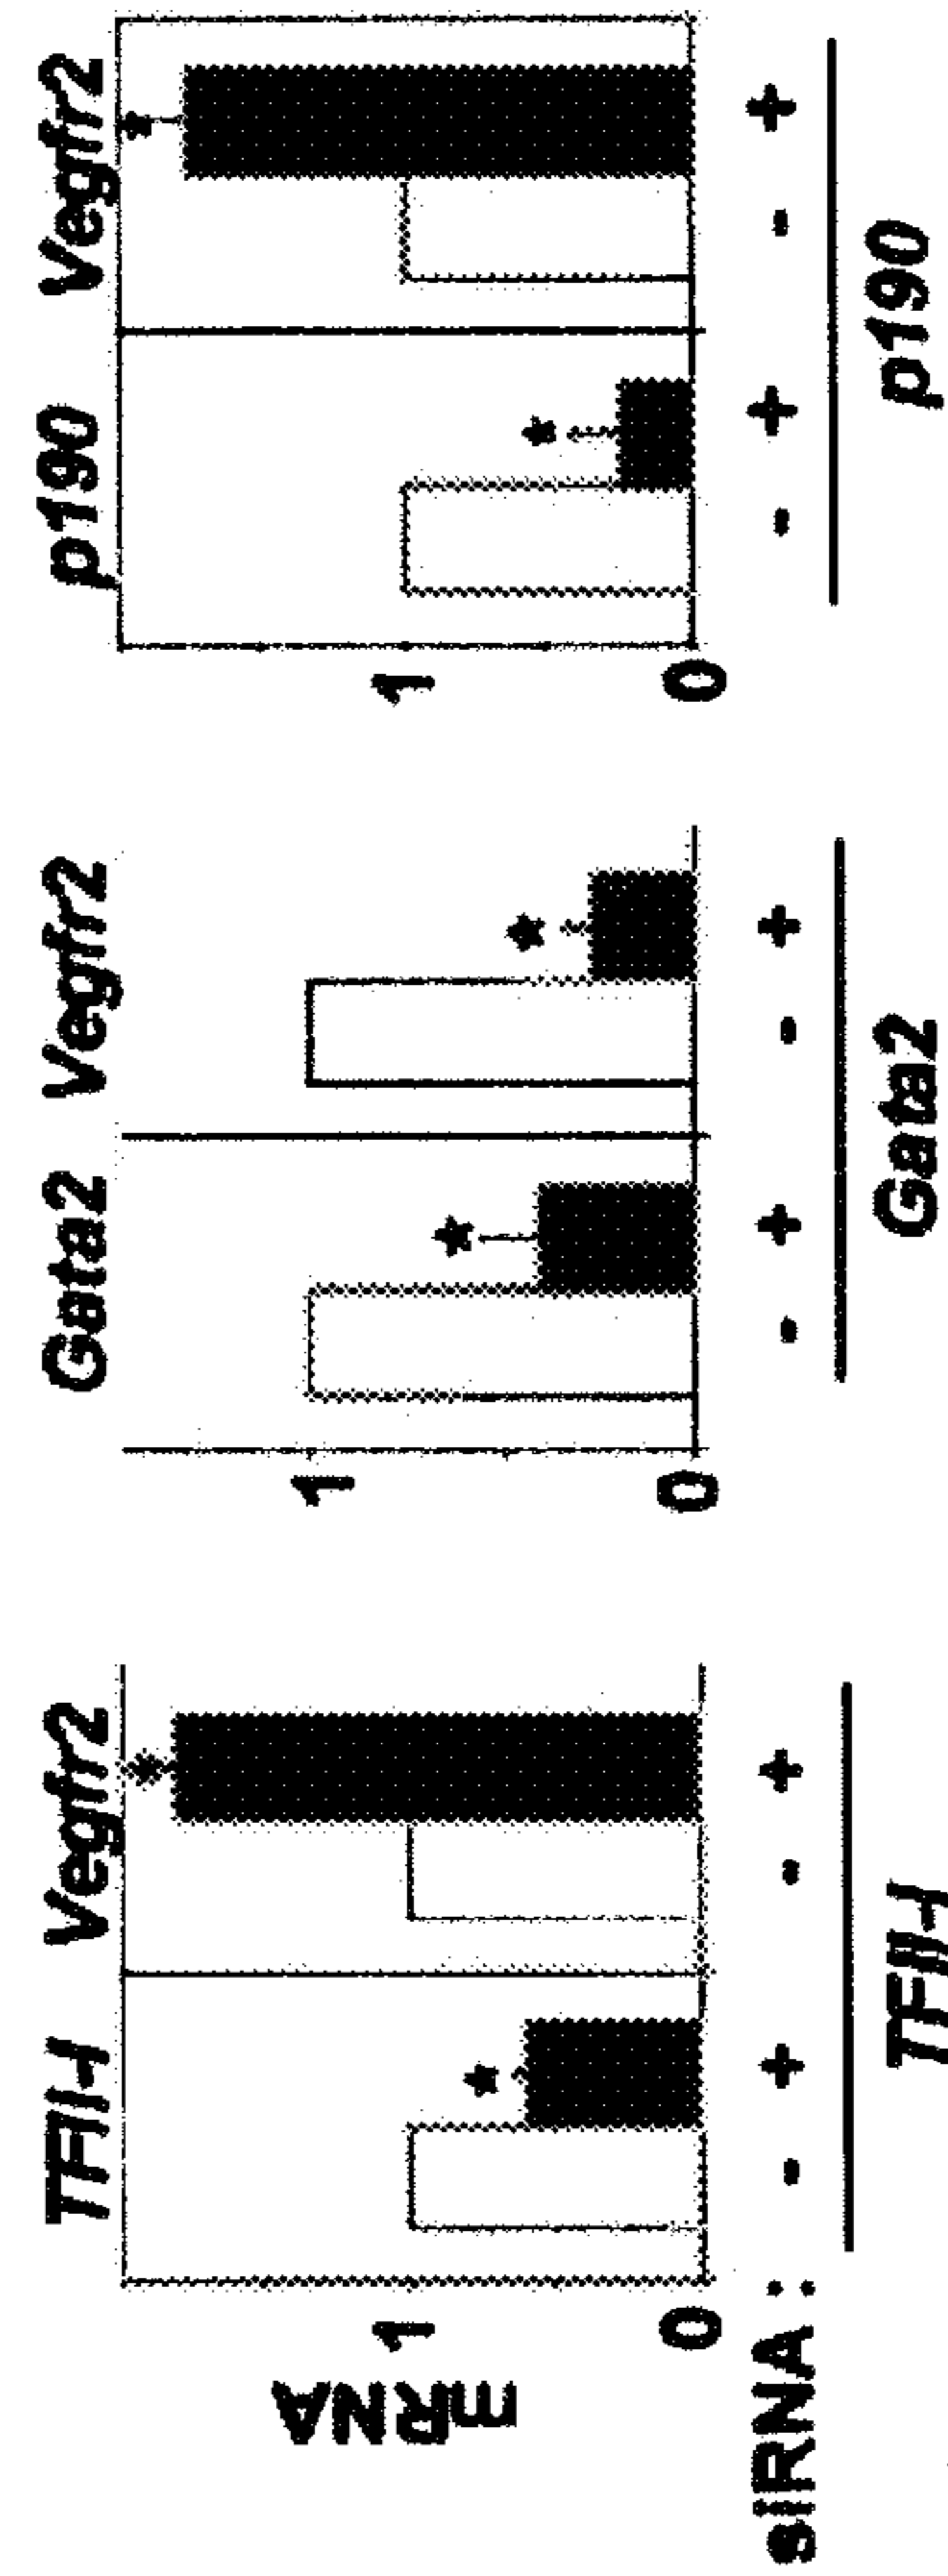 TFII-I Vegfr2 Gata2 Vegfr2 p190 Vegfr2
mRNA
1 1 1
0 0 0
siRNA : - + - + - + - + - + - +
TFII-I Gata2 p190